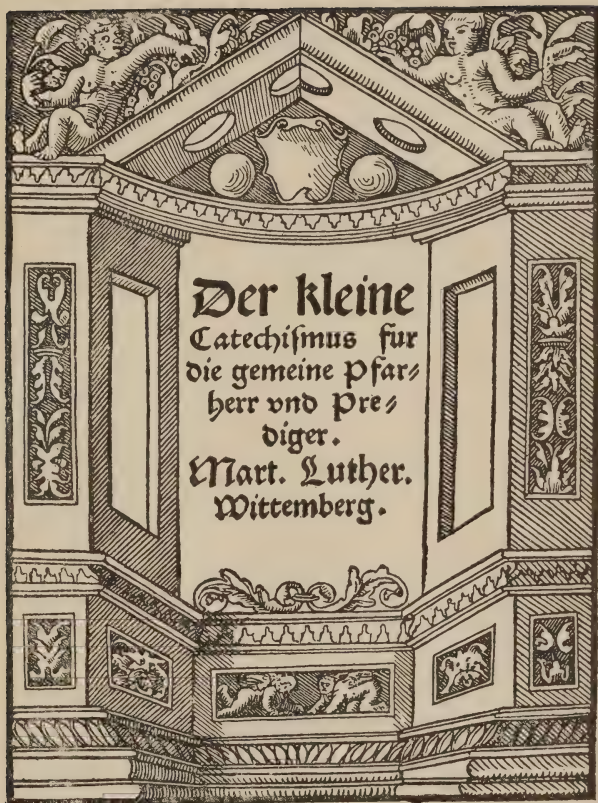 Der kleine
Catechiſmus fur
die gemeine Pfar⸗
herr vnd Pre⸗
diger.
Mart. Luther.
Wittemberg.